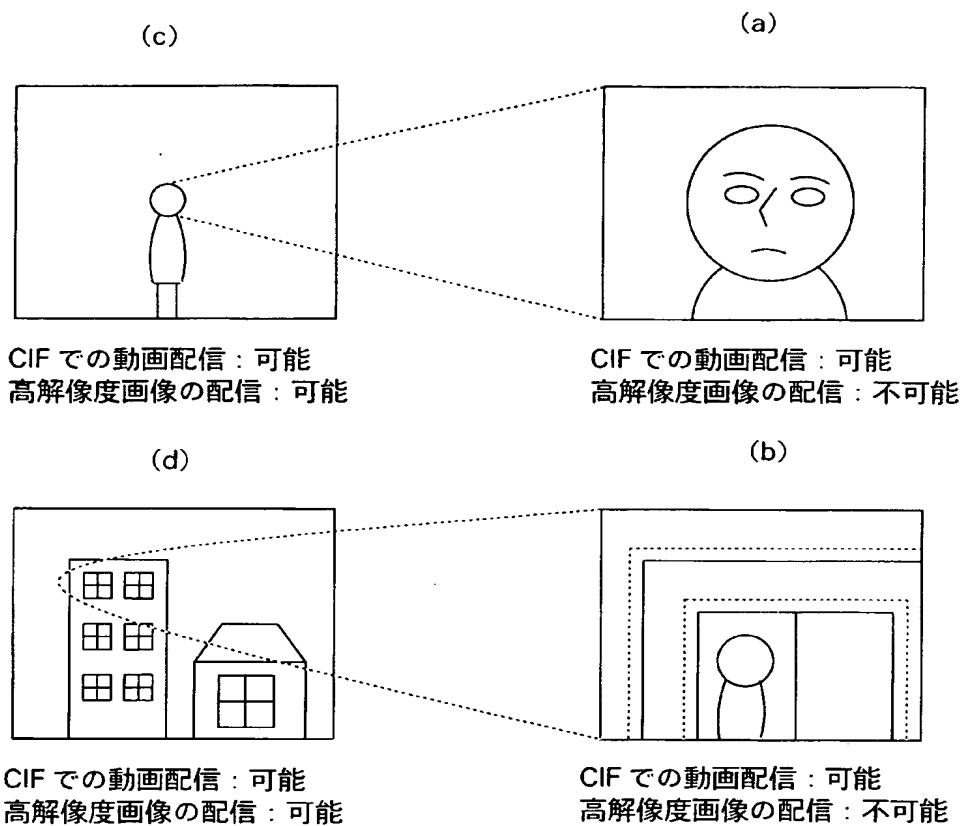 (c)
(a)
CIF での動画配信：可能
高解像度画像の配信：可能
CIF での動画配信：可能
高解像度画像の配信：不可能
(d)
(b)
CIF での動画配信：可能
高解像度画像の配信：可能
CIF での動画配信：可能
高解像度画像の配信：不可能